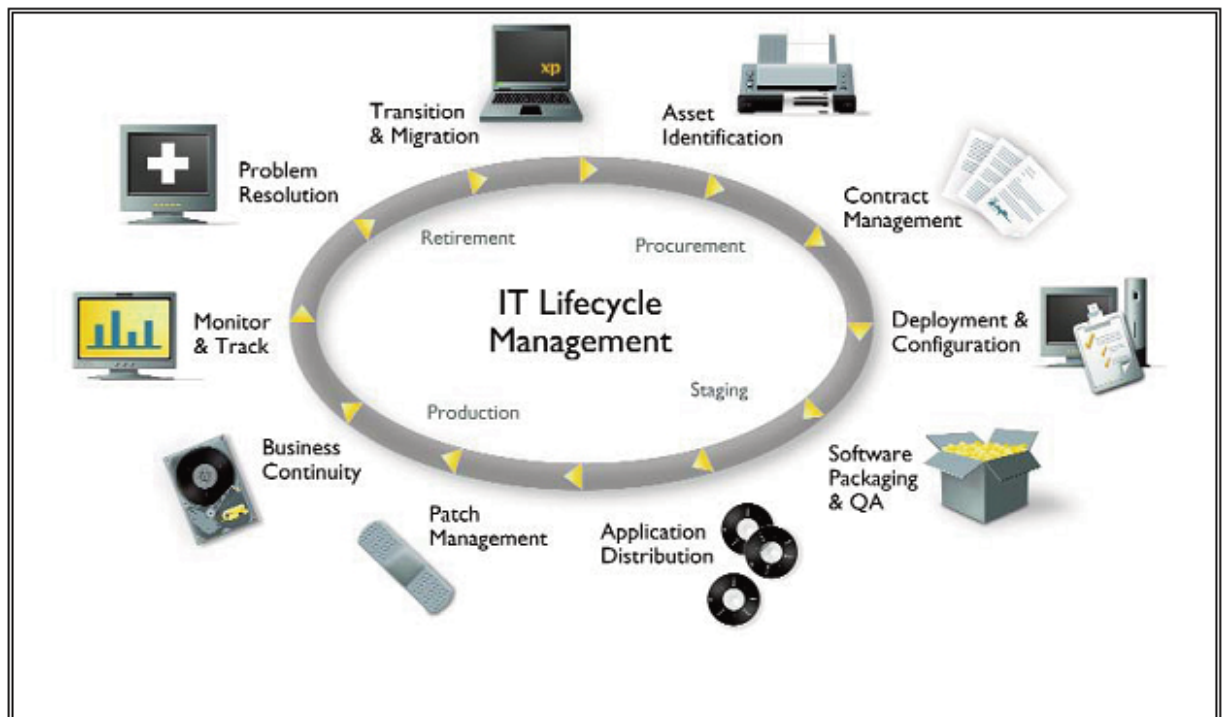 xp
Transition
& Migration
Asset
Identification
Problem
Resolution
Contract
Management
Retirement
Procurement
IT Lifecycle
Management
Monitor
& Track
Deployment &
Configuration
Staging
Production
Business
Continuity
Software
Packaging
& QA
Patch
Management
Application
Distribution